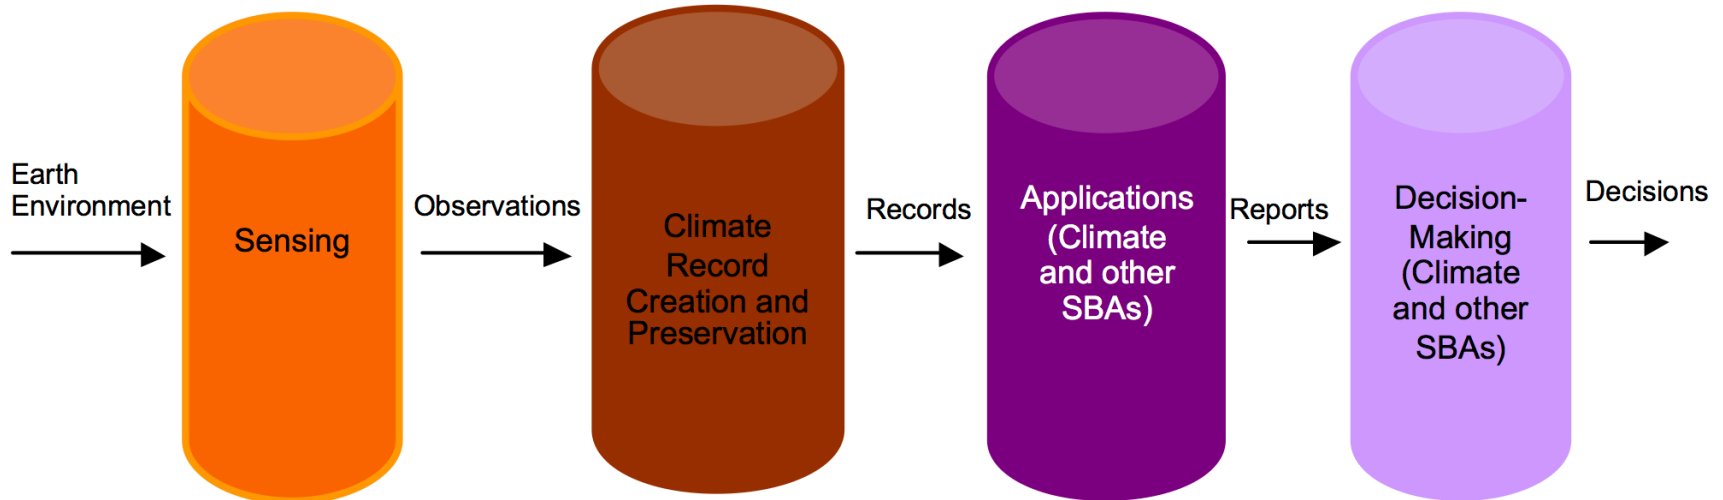 Earth
Environment
Sensing
Observations
Climate
Record
Creation and
Preservation
Records
Applications
(Climate
and other
SBAs)
Reports
Decision-
Making
(Climate
and other
SBAs)
Decisions